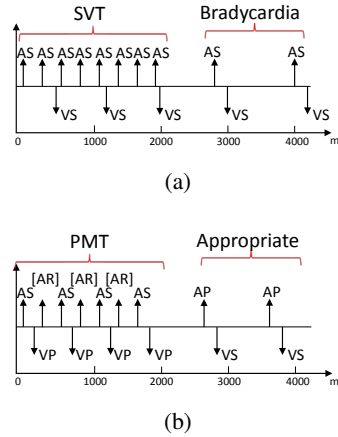 SVT Bradycardia
AS AS AS AS AS AS AS AS AS AS
VS VS VS VS VS
0 1000 2000 3000 4000 m
(a)
PMT Appropriate
[AR] [AR] [AR]
AS AS AS AS AP AP
VP VP VP VP VS VS
0 1000 2000 3000 4000 m
(b)